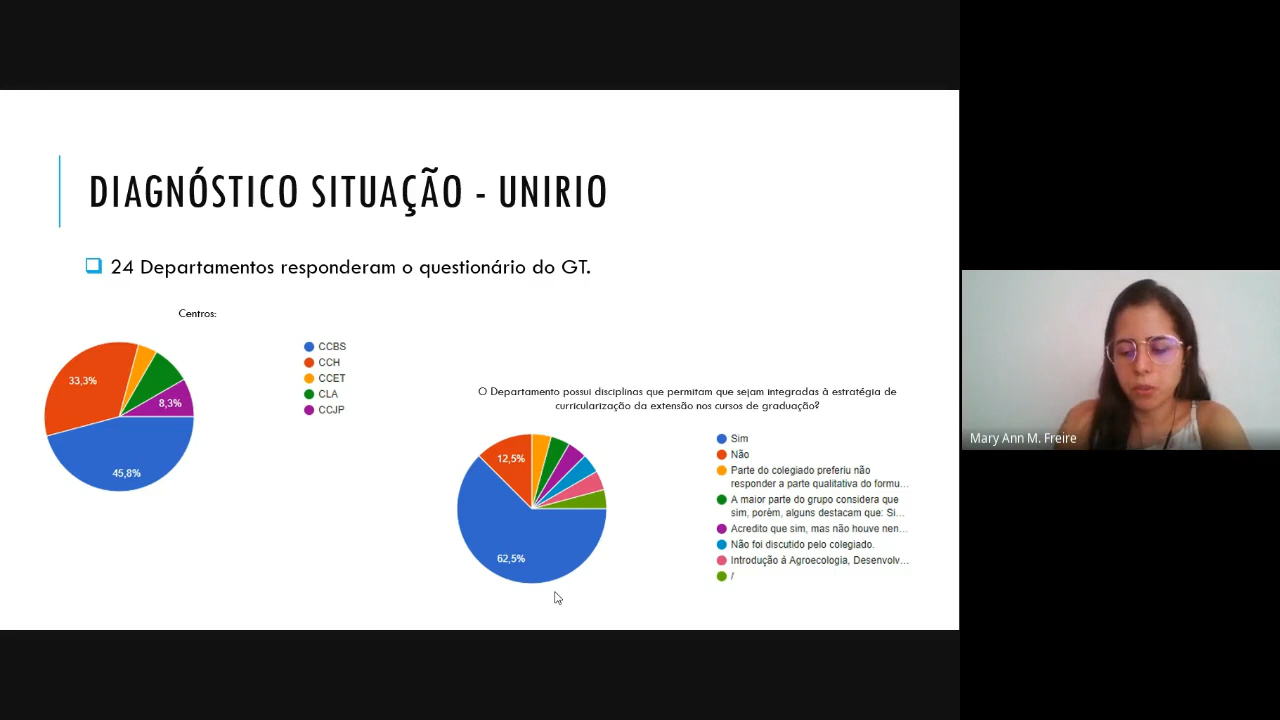 DIAGNÓSTICO SITUAÇÃO - UNIRIO
24 Departamentos responderam o questionário do GT.
Centros:
33,3%
8,3%
45,8%
CCBS
CCH
CCET
CLA
CCJP
O Departamento possui disciplinas que permitam que sejam integradas à estratégia de
curricularização da extensão nos cursos de graduação?
12,5%
62,5%
Sim
Não
Parte do colegiado preferiu não
responder a parte qualitativa do formu...
A maior parte do grupo considera que
sim, porém, alguns destacam que: Si...
Acredito que sim, mas não houve nen...
Não foi discutido pelo colegiado.
Introdução á Agroecologia, Desenvolv...
/
Mary Ann M. Freire